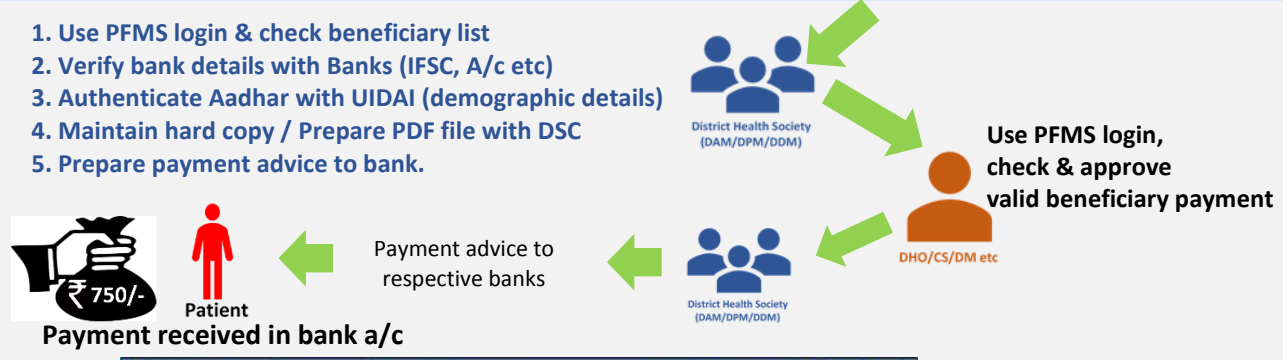 1. Use PFMS login & check beneficiary list
2. Verify bank details with Banks (IFSC, A/c etc)
3. Authenticate Aadhar with UIDAI (demographic details)
4. Maintain hard copy / Prepare PDF file with DSC
5. Prepare payment advice to bank.
District Health Society
(DAM/DPM/DDM)
Use PFMS login,
check & approve
valid beneficiary payment
DHO/CS/DM etc
District Health Society
(DAM/DPM/DDM)
Payment advice to
respective banks
Patient
₹ 750/-
Payment received in bank a/c